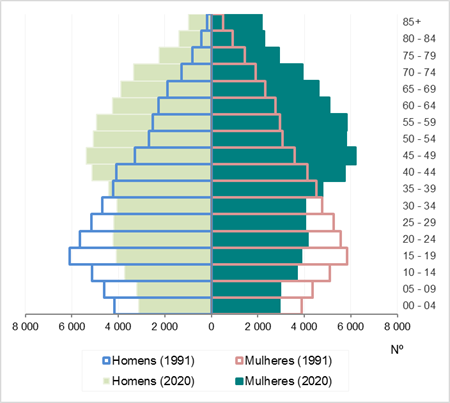 85+
80 - 84
75 - 79
70 - 74
65 - 69
60 - 64
55 - 59
50 - 54
45 - 49
40 - 44
35 - 39
30 - 34
25 - 29
20 - 24
15 - 19
10 - 14
05 - 09
00 - 04
8 000 6 000 4 000 2 000 0 2 000 4 000 6 000 8 000
Nº
Homens (1991) Mulheres (1991)
Homens (2020) Mulheres (2020)